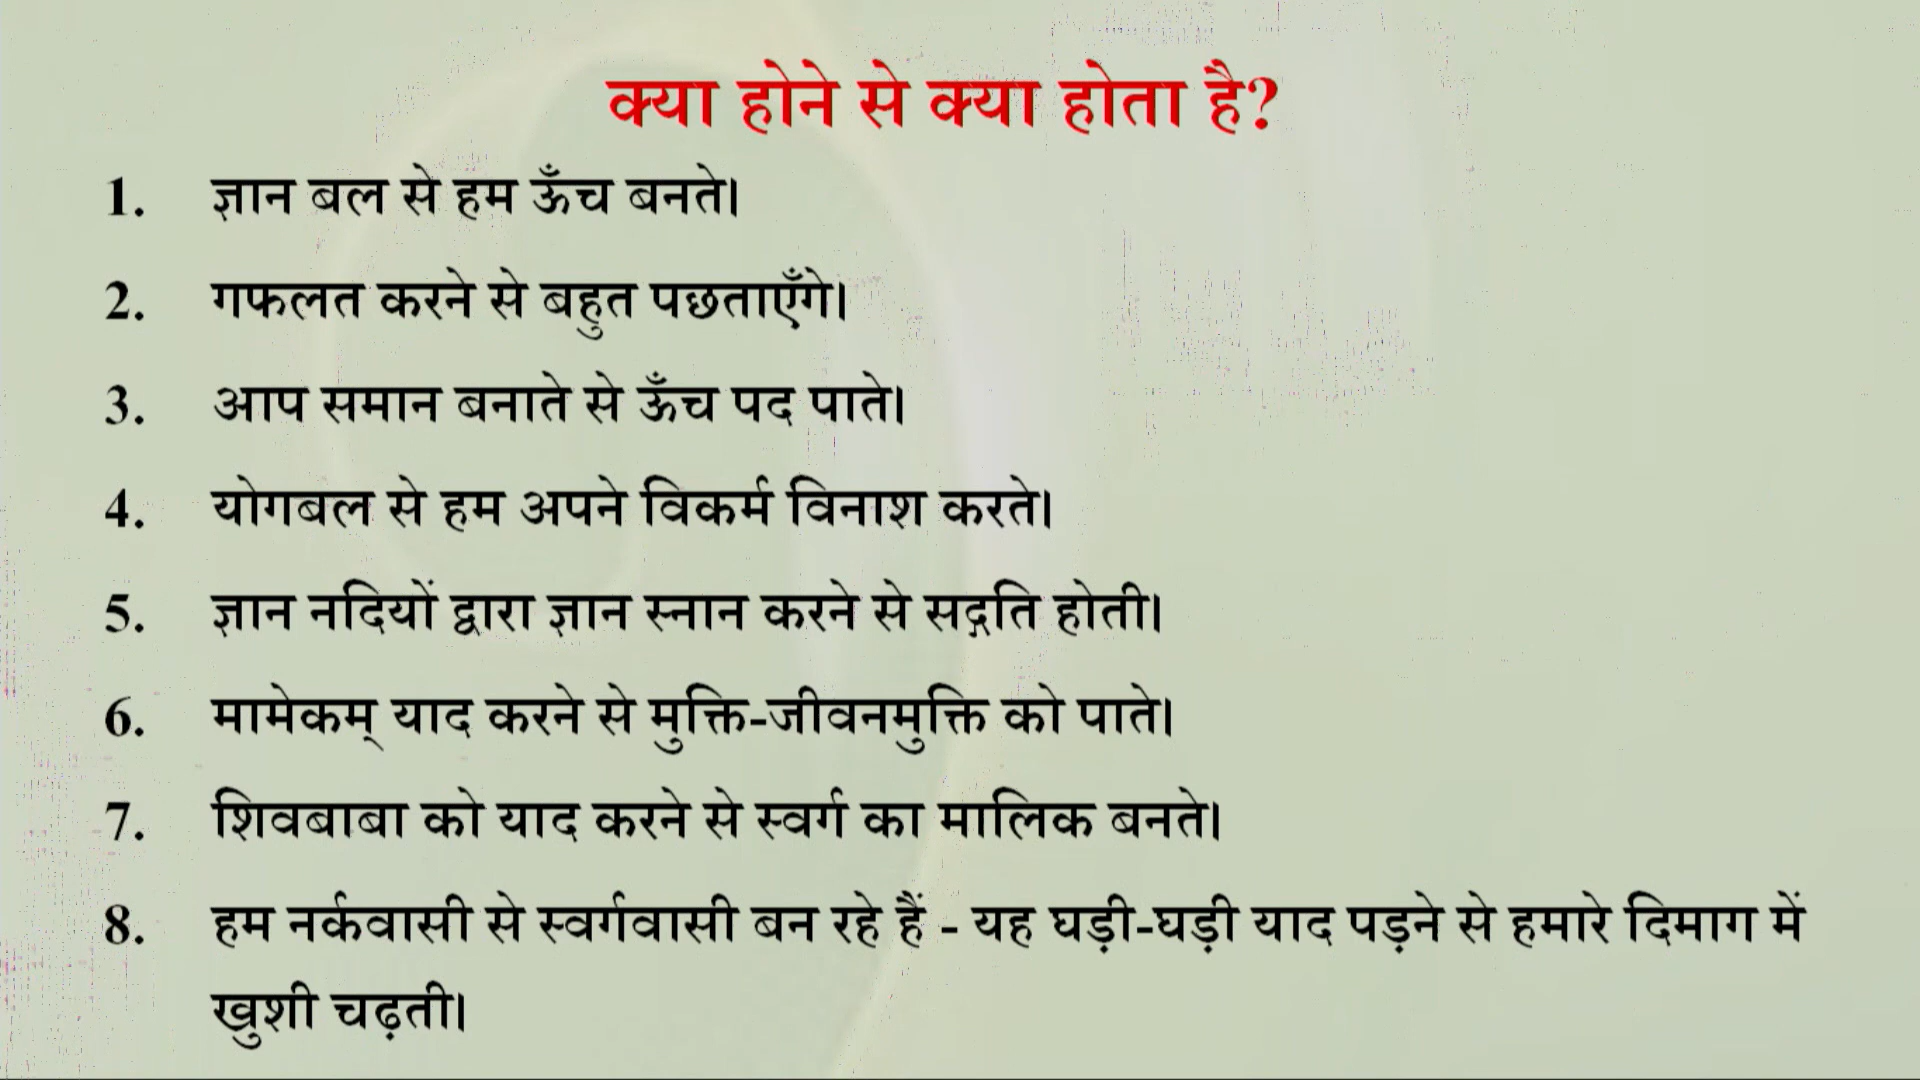 क्या होने से क्या होता है?
1. ज्ञान बल से हम ऊँच बनते।
2. गफलत करने से बहुत पछताएँगे।
3. आप समान बनाते से ऊँच पद पाते।
4. योगबल से हम अपने विकर्म विनाश करते।
5. ज्ञान नदियों द्वारा ज्ञान स्नान करने से सद्गति होती।
6. मामेकम् याद करने से मुक्ति-जीवनमुक्ति को पाते।
7. शिवबाबा को याद करने से स्वर्ग का मालिक बनते।
8. हम नर्कवासी से स्वर्गवासी बन रहे हैं - यह घड़ी-घड़ी याद पड़ने से हमारे दिमाग में
खुशी चढ़ती।